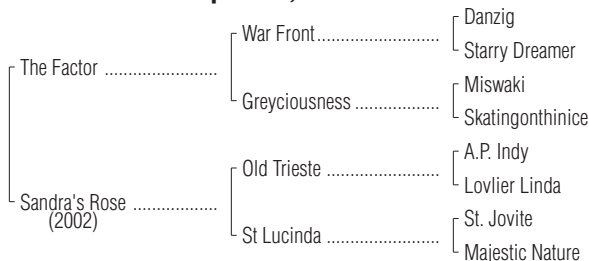 Danzig
War Front
Starry Dreamer
The Factor
Miswaki
Greyciousness
Skatingonthinice
A.P. Indy
Old Trieste
Lovlier Linda
Sandra's Rose
(2002)
St. Jovite
St Lucinda
Majestic Nature